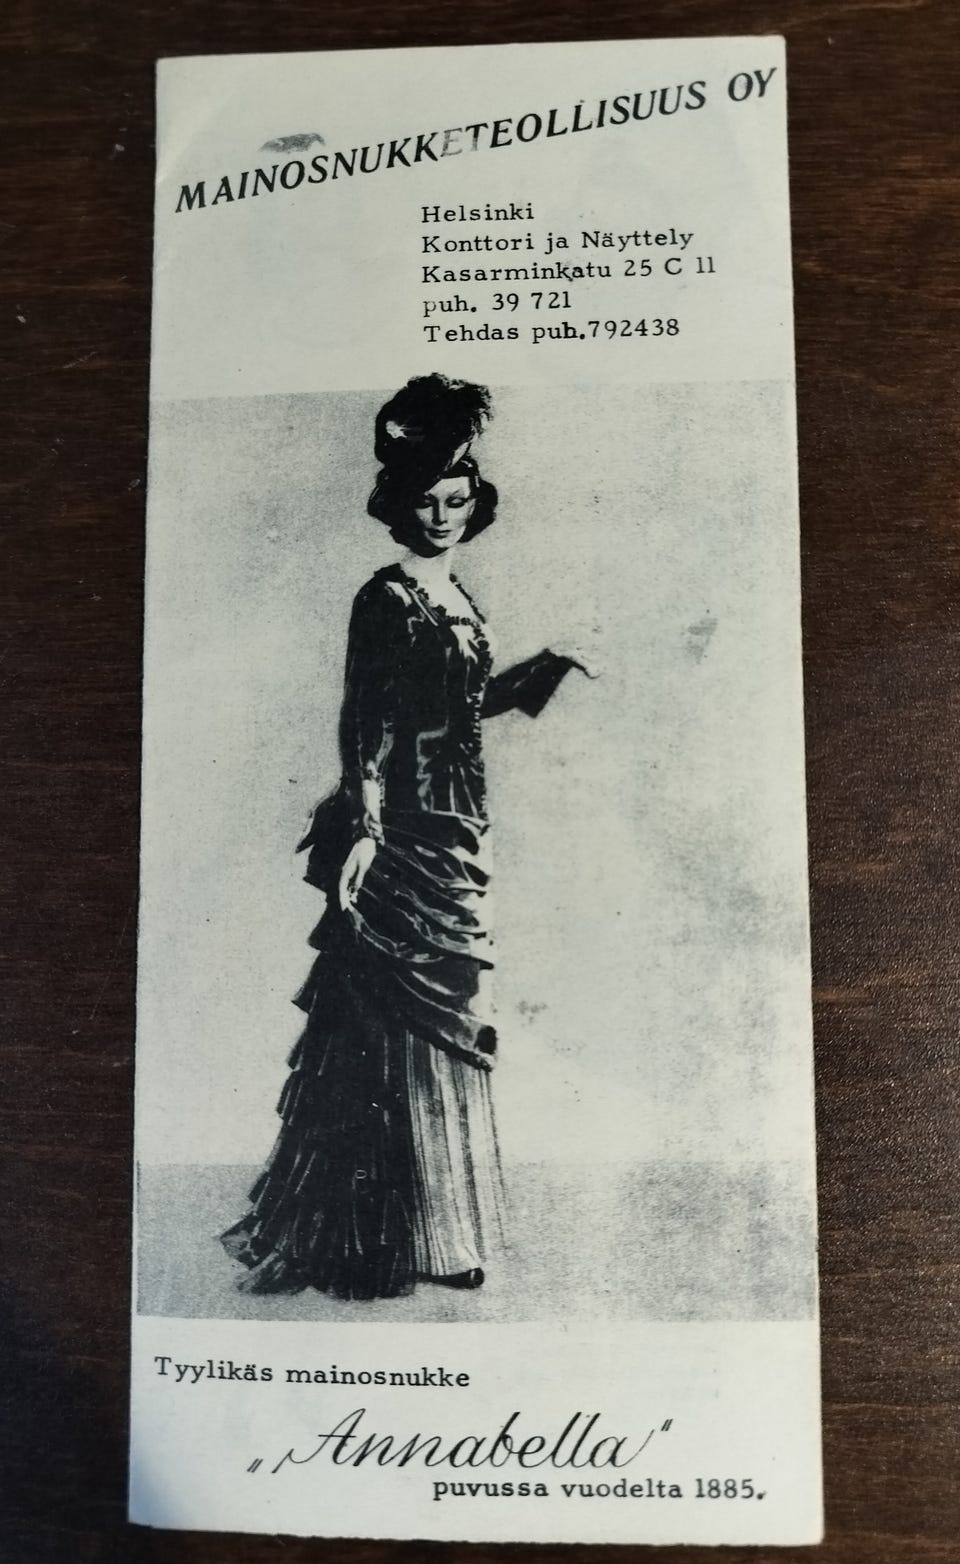 MAINOSNUKKETEOLLISUUS OY
Helsinki
Konttori ja Näyttely
Kasarminkatu 25 C 11
puh. 39 721
Tehdas puh.792438
Tyylikäs mainosnukke
„Annabella"
puvussa vuodelta 1885.